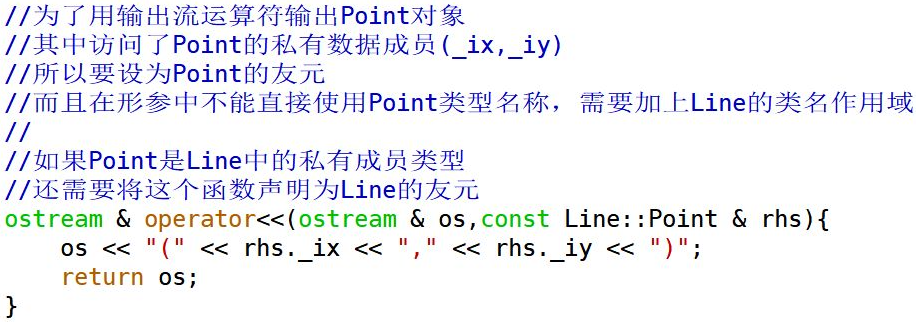 //为了用输出流运算符输出Point对象
//其中访问了Point的私有数据成员(_ix,_iy)
//所以要设为Point的友元
//而且在形参中不能直接使用Point类型名称，需要加上Line的类名作用域
//
//如果Point是Line中的私有成员类型
//还需要将这个函数声明为Line的友元
ostream & operator<<(ostream & os,const Line::Point & rhs){
    os << "(" << rhs._ix << "," << rhs._iy << ")";
    return os;
}